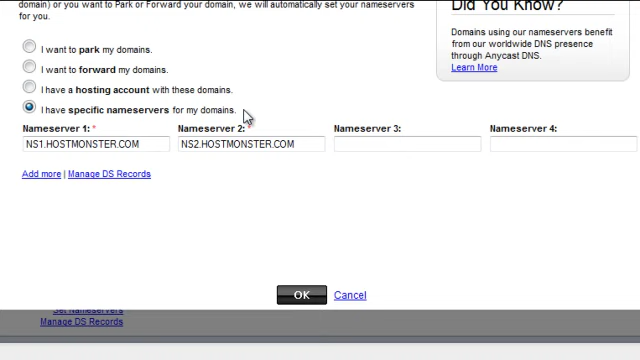 domain) or you want to Park or Forward your domain, we will automatically set your nameservers
for you.
Did You Know?
Domains using our nameservers benefit
from our worldwide DNS presence
through Anycast DNS.
Learn More
I want to park my domains.
I want to forward my domains.
I have a hosting account with these domains.
I have specific nameservers for my domains.
Nameserver 1: * Nameserver 2: * Nameserver 3: Nameserver 4:
NS1.HOSTMONSTER.COM NS2.HOSTMONSTER.COM
Add more | Manage DS Records
OK Cancel
Set Nameservers
Manage DS Records